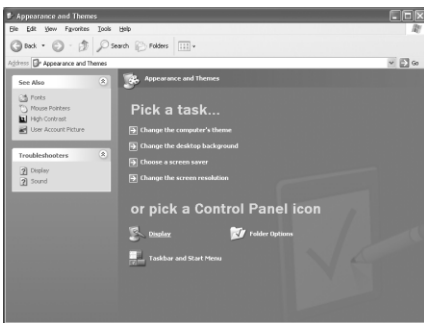 Appearance and Themes
File Edit View Favorites Tools Help
Back Search Folders
Address Appearance and Themes Go
See Also
Fonts
Mouse Pointers
High Contrast
User Account Picture
Troubleshooters
Display
Sound
Appearance and Themes
Pick a task...
Change the computer's theme
Change the desktop background
Choose a screen saver
Change the screen resolution
or pick a Control Panel icon
Display Folder Options
Taskbar and Start Menu